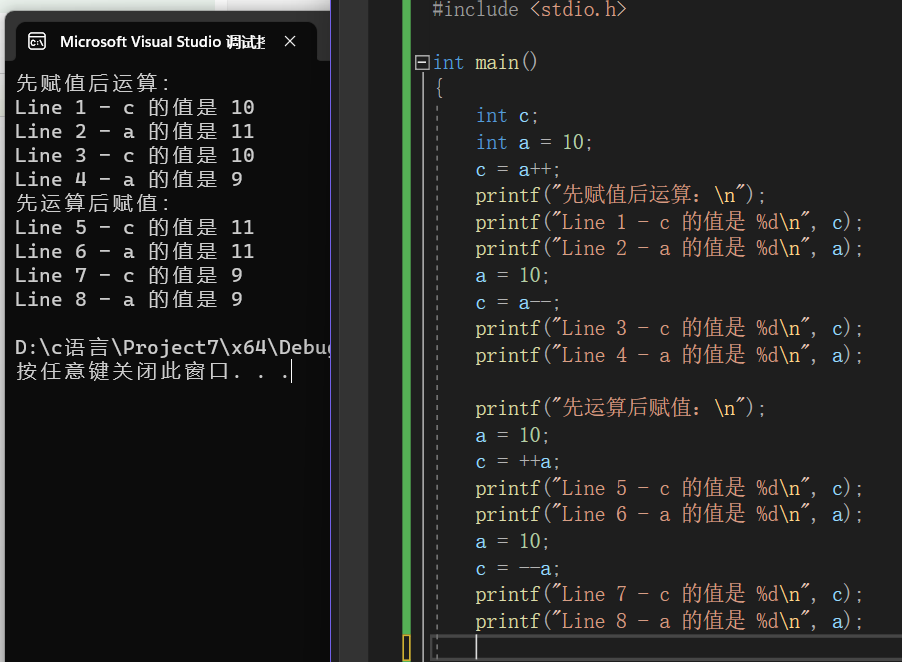 Microsoft Visual Studio 调试控
先赋值后运算:
Line 1 - c 的值是 10
Line 2 - a 的值是 11
Line 3 - c 的值是 10
Line 4 - a 的值是 9
先运算后赋值:
Line 5 - c 的值是 11
Line 6 - a 的值是 11
Line 7 - c 的值是 9
Line 8 - a 的值是 9
D:\c语言\Project7\x64\Debug
按任意键关闭此窗口. . .
#include <stdio.h>
int main()
{
int c;
int a = 10;
c = a++;
printf("先赋值后运算：\n");
printf("Line 1 - c 的值是 %d\n", c);
printf("Line 2 - a 的值是 %d\n", a);
a = 10;
c = a--;
printf("Line 3 - c 的值是 %d\n", c);
printf("Line 4 - a 的值是 %d\n", a);
printf("先运算后赋值：\n");
a = 10;
c = ++a;
printf("Line 5 - c 的值是 %d\n", c);
printf("Line 6 - a 的值是 %d\n", a);
a = 10;
c = --a;
printf("Line 7 - c 的值是 %d\n", c);
printf("Line 8 - a 的值是 %d\n", a);